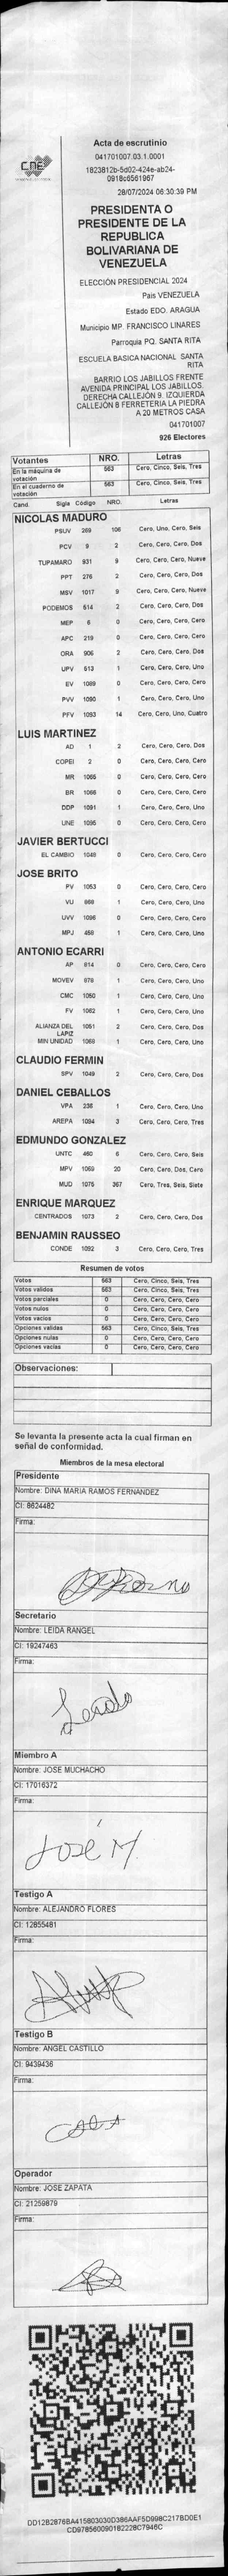 CNE
Acta de escrutinio
041701007.03.1.0001
1823812b-5d02-424e-ab24-
0918c6561967
28/07/2024 06:30:39 PM
PRESIDENTA O
PRESIDENTE DE LA
REPUBLICA
BOLIVARIANA DE
VENEZUELA
ELECCIÓN PRESIDENCIAL 2024
Pais VENEZUELA
Estado EDO. ARAGUA
Municipio MP. FRANCISCO LINARES
Parroquia PQ. SANTA RITA
ESCUELA BASICA NACIONAL SANTA
RITA
BARRIO LOS JABILLOS FRENTE
AVENIDA PRINCIPAL LOS JABILLOS.
DERECHA CALLEJÓN 9. IZQUIERDA
CALLEJÓN 8 FERRETERIA LA PIEDRA
A 20 METROS CASA
041701007
926 Electores
Votantes NRO. Letras
En la máquina de votación 563 Cero, Cinco, Seis, Tres
En el cuaderno de votación 563 Cero, Cinco, Seis, Tres
Cand. Sigla Código NRO. Letras
NICOLAS MADURO
PSUV 269 106 Cero, Uno, Cero, Seis
PCV 9 2 Cero, Cero, Cero, Dos
TUPAMARO 931 9 Cero, Cero, Cero, Nueve
PPT 276 2 Cero, Cero, Cero, Dos
MSV 1017 9 Cero, Cero, Cero, Nueve
PODEMOS 614 2 Cero, Cero, Cero, Dos
MEP 6 0 Cero, Cero, Cero, Cero
APC 219 0 Cero, Cero, Cero, Cero
ORA 906 2 Cero, Cero, Cero, Dos
UPV 613 1 Cero, Cero, Cero, Uno
EV 1089 0 Cero, Cero, Cero, Cero
PVV 1090 1 Cero, Cero, Cero, Uno
PFV 1093 14 Cero, Cero, Uno, Cuatro
LUIS MARTINEZ
AD 1 2 Cero, Cero, Cero, Dos
COPEI 2 0 Cero, Cero, Cero, Cero
MR 1065 0 Cero, Cero, Cero, Cero
BR 1066 0 Cero, Cero, Cero, Cero
DDP 1091 1 Cero, Cero, Cero, Uno
UNE 1095 0 Cero, Cero, Cero, Cero
JAVIER BERTUCCI
EL CAMBIO 1048 0 Cero, Cero, Cero, Cero
JOSE BRITO
PV 1053 0 Cero, Cero, Cero, Cero
VU 869 1 Cero, Cero, Cero, Uno
UVV 1096 0 Cero, Cero, Cero, Cero
MPJ 458 1 Cero, Cero, Cero, Uno
ANTONIO ECARRI
AP 814 0 Cero, Cero, Cero, Cero
MOVEV 978 1 Cero, Cero, Cero, Uno
CMC 1050 1 Cero, Cero, Cero, Uno
FV 1062 1 Cero, Cero, Cero, Uno
ALIANZA DEL LAPIZ 1051 2 Cero, Cero, Cero, Dos
MIN UNIDAD 1069 1 Cero, Cero, Cero, Uno
CLAUDIO FERMIN
SPV 1049 2 Cero, Cero, Cero, Dos
DANIEL CEBALLOS
VPA 236 1 Cero, Cero, Cero, Uno
AREPA 1094 3 Cero, Cero, Cero, Tres
EDMUNDO GONZALEZ
UNTC 460 6 Cero, Cero, Cero, Seis
MPV 1069 20 Cero, Cero, Dos, Cero
MUD 1075 367 Cero, Tres, Seis, Siete
ENRIQUE MARQUEZ
CENTRADOS 1073 2 Cero, Cero, Cero, Dos
BENJAMIN RAUSSEO
CONDE 1092 3 Cero, Cero, Cero, Tres
Resumen de votos
Votos 563 Cero, Cinco, Seis, Tres
Votos validos 563 Cero, Cinco, Seis, Tres
Votos parciales 0 Cero, Cero, Cero, Cero
Votos nulos 0 Cero, Cero, Cero, Cero
Votos vacios 0 Cero, Cero, Cero, Cero
Opciones validas 563 Cero, Cinco, Seis, Tres
Opciones nulas 0 Cero, Cero, Cero, Cero
Opciones vacias 0 Cero, Cero, Cero, Cero
Observaciones:
Se levanta la presente acta la cual firman en
señal de conformidad.
Miembros de la mesa electoral
Presidente
Nombre: DINA MARIA RAMOS FERNANDEZ
CI: 8624482
Firma:
Secretario
Nombre: LEIDA RANGEL
CI: 19247463
Firma:
Miembro A
Nombre: JOSE MUCHACHO
CI: 17016372
Firma:
José M.
Testigo A
Nombre: ALEJANDRO FLORES
CI: 12855481
Firma:
Testigo B
Nombre: ANGEL CASTILLO
CI: 9439436
Firma:
Operador
Nombre: JOSE ZAPATA
CI: 21259879
Firma:
DD12B2876BA415803030D386AAF5D998C217BD0E1
CD978560090182228C7946C